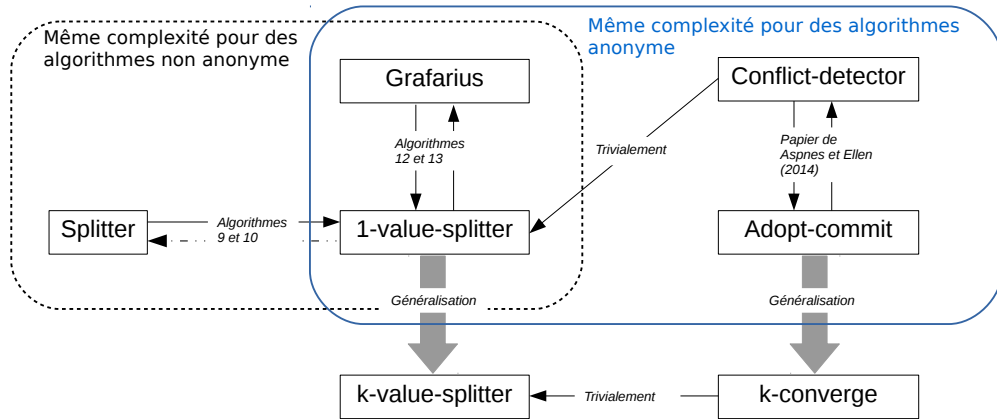 Même complexité pour des
algorithmes non anonyme
Même complexité pour des algorithmes
anonyme
Grafarius
Conflict-detector
Algorithmes
12 et 13
Trivialement
Papier de
Aspnes et Ellen
(2014)
Splitter
Algorithmes
9 et 10
1-value-splitter
Adopt-commit
Généralisation
Généralisation
k-value-splitter
Trivialement
k-converge